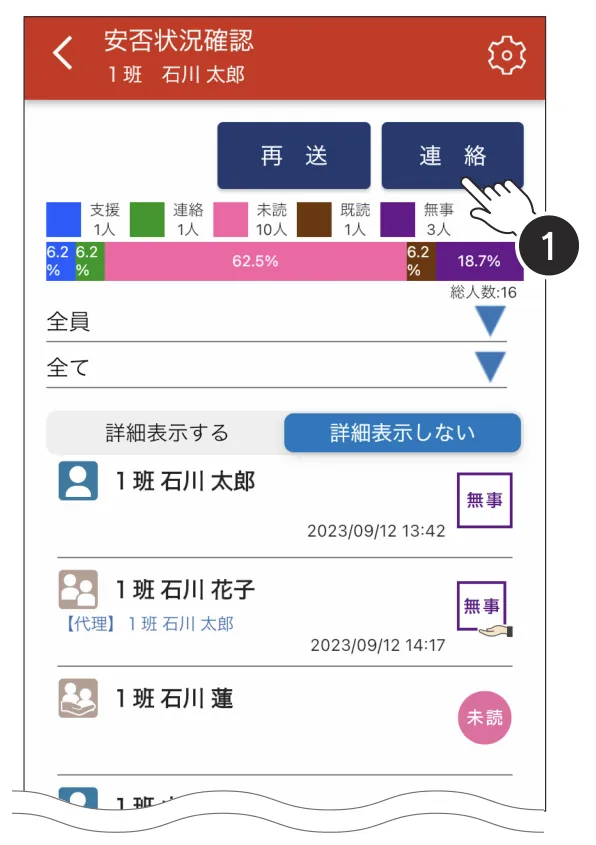 安否状況確認
1班　石川 太郎
再　送
連　絡
支援
1人
連絡
1人
未読
10人
既読
1人
無事
3人
6.2
%
6.2
%
62.5%
6.2
%
18.7%
1
総人数:16
全員
全て
詳細表示する
詳細表示しない
1班 石川 太郎
無事
2023/09/12 13:42
1班 石川 花子
【代理】 1班 石川 太郎
無事
2023/09/12 14:17
1班 石川 蓮
未読
1班